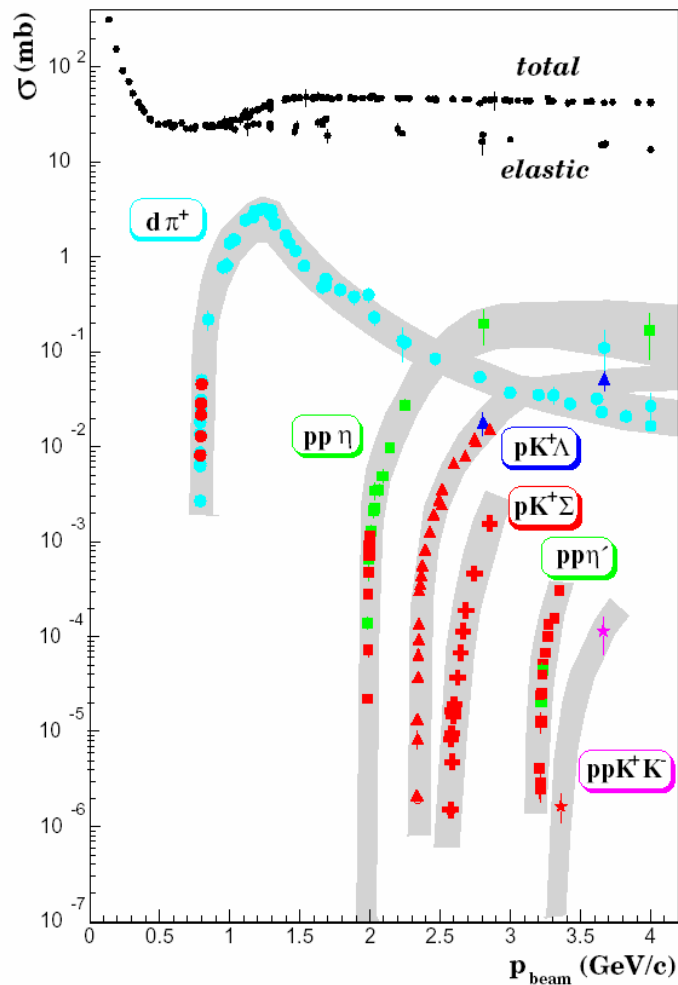 σ (mb)
10²
10
1
10⁻¹
10⁻²
10⁻³
10⁻⁴
10⁻⁵
10⁻⁶
10⁻⁷
total
elastic
d π⁺
pp η
pK⁺Λ
pK⁺Σ
ppη′
ppK⁺K⁻
0 0.5 1 1.5 2 2.5 3 3.5 4
p_beam (GeV/c)